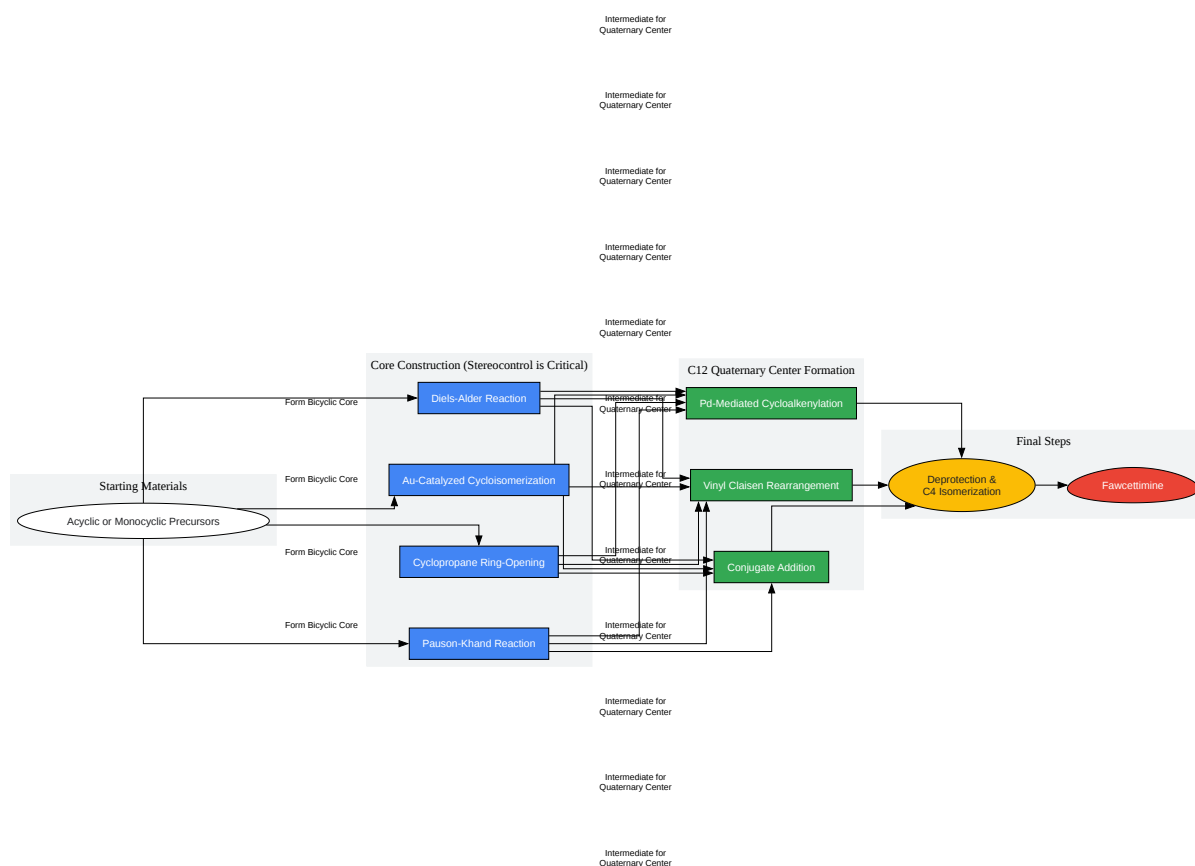 Intermediate for
Quaternary Center
Intermediate for
Quaternary Center
Intermediate for
Quaternary Center
Intermediate for
Quaternary Center
Intermediate for
Quaternary Center
Starting Materials
Acyclic or Monocyclic Precursors
Form Bicyclic Core
Form Bicyclic Core
Form Bicyclic Core
Form Bicyclic Core
Core Construction (Stereocontrol is Critical)
Diels-Alder Reaction
Au-Catalyzed Cycloisomerization
Cyclopropane Ring-Opening
Pauson-Khand Reaction
Intermediate for
Quaternary Center
Intermediate for
Quaternary Center
Intermediate for
Quaternary Center
Intermediate for
Quaternary Center
C12 Quaternary Center Formation
Pd-Mediated Cycloalkenylation
Vinyl Claisen Rearrangement
Conjugate Addition
Final Steps
Deprotection &
C4 Isomerization
Fawcettimine
Intermediate for
Quaternary Center
Intermediate for
Quaternary Center
Intermediate for
Quaternary Center